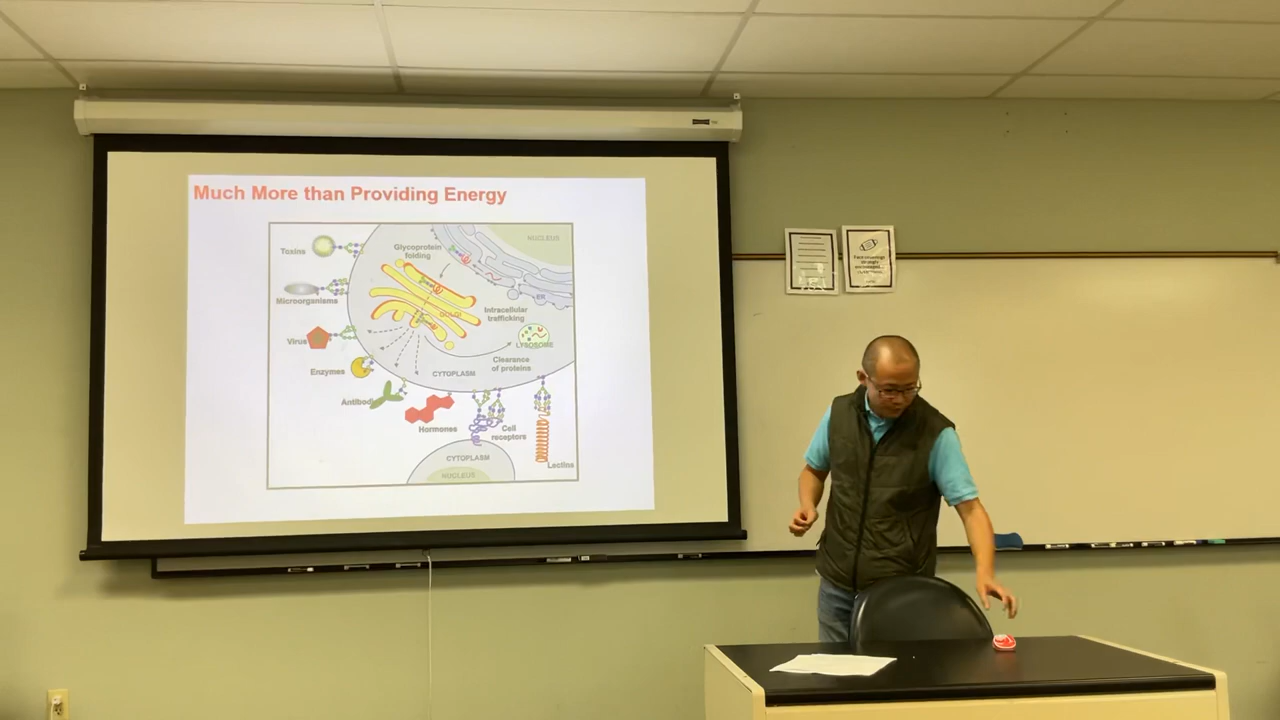 Much More than Providing Energy
NUCLEUS
Toxins
Glycoprotein
folding
ER
Microorganisms
GOLGI
Intracellular
trafficking
Virus
LYSOSOME
Clearance
of proteins
Enzymes
CYTOPLASM
Hormones
Cell
receptors
CYTOPLASM
Lectins
NUCLEUS